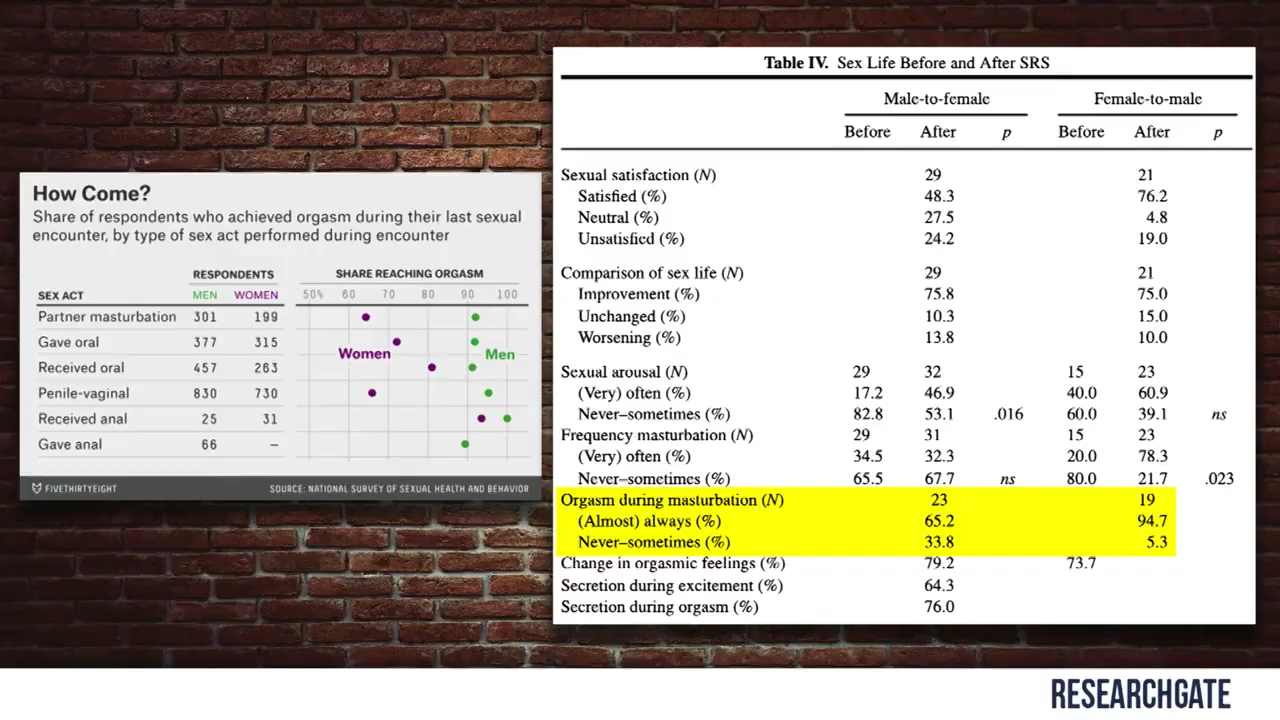 How Come?
Share of respondents who achieved orgasm during their last sexual
encounter, by type of sex act performed during encounter
RESPONDENTS SHARE REACHING ORGASM
SEX ACT MEN WOMEN 50% 60 70 80 90 100
Partner masturbation 301 199
Gave oral 377 315
Women Men
Received oral 457 263
Penile-vaginal 830 730
Received anal 25 31
Gave anal 66 –
FIVETHIRTYEIGHT SOURCE: NATIONAL SURVEY OF SEXUAL HEALTH AND BEHAVIOR
Table IV. Sex Life Before and After SRS
Male-to-female Female-to-male
Before After p Before After p
Sexual satisfaction (N) 29 21
Satisfied (%) 48.3 76.2
Neutral (%) 27.5 4.8
Unsatisfied (%) 24.2 19.0
Comparison of sex life (N) 29 21
Improvement (%) 75.8 75.0
Unchanged (%) 10.3 15.0
Worsening (%) 13.8 10.0
Sexual arousal (N) 29 32 15 23
(Very) often (%) 17.2 46.9 40.0 60.9
Never–sometimes (%) 82.8 53.1 .016 60.0 39.1 ns
Frequency masturbation (N) 29 31 15 23
(Very) often (%) 34.5 32.3 20.0 78.3
Never–sometimes (%) 65.5 67.7 ns 80.0 21.7 .023
Orgasm during masturbation (N) 23 19
(Almost) always (%) 65.2 94.7
Never–sometimes (%) 33.8 5.3
Change in orgasmic feelings (%) 79.2 73.7
Secretion during excitement (%) 64.3
Secretion during orgasm (%) 76.0
RESEARCHGATE